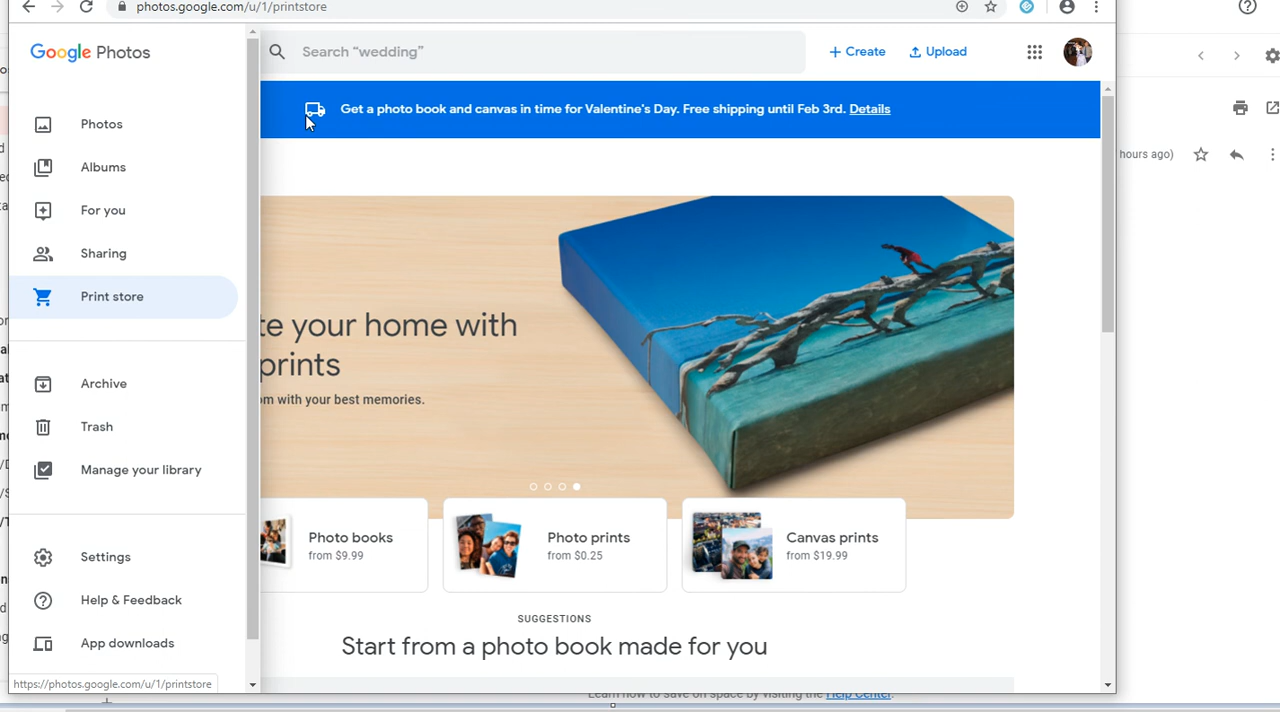 photos.google.com/u/1/printstore
Google Photos
Search “wedding”
Create
Upload
Get a photo book and canvas in time for Valentine's Day. Free shipping until Feb 3rd. Details
hours ago)
Photos
Albums
For you
Sharing
Print store
Archive
Trash
Manage your library
Settings
Help & Feedback
App downloads
https://photos.google.com/u/1/printstore
te your home with
prints
om with your best memories.
Photo books
from $9.99
Photo prints
from $0.25
Canvas prints
from $19.99
SUGGESTIONS
Start from a photo book made for you
Learn how to save on space by visiting the Help Center.